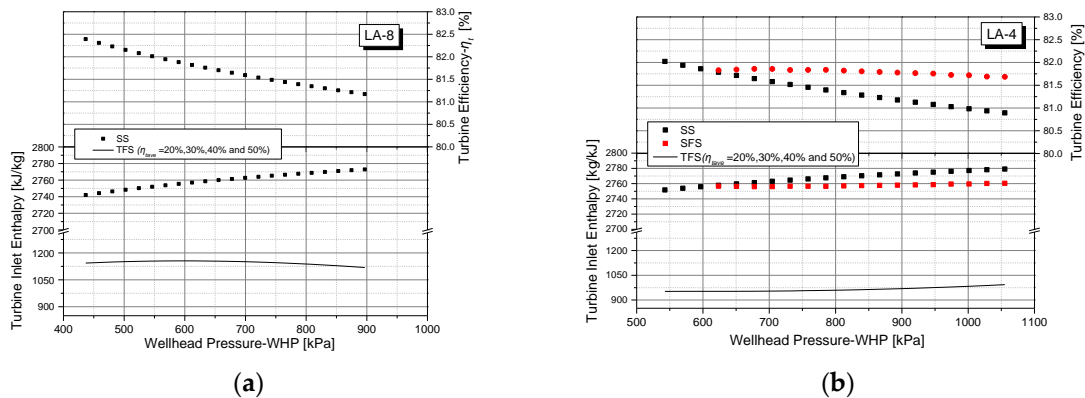 LA-8
83.0
82.5
82.0
81.5
81.0
80.5
80.0
Turbine Efficiency-ηt [%]
SS
TFS (ηtave =20%,30%,40% and 50%)
2800
2780
2760
2740
2720
2700
1200
1050
900
Turbine Inlet Enthalpy [kJ/kg]
400 500 600 700 800 900 1000
Wellhead Pressure-WHP [kPa]
(a)
LA-4
83.0
82.5
82.0
81.5
81.0
80.5
80.0
Turbine Efficiency [%]
SS
SFS
TFS(ηtave=20%,30%,40% and 50%)
2800
2780
2760
2740
2720
2700
1200
1050
900
Turbine Inlet Enthalpy [kg/kJ]
500 600 700 800 900 1000 1100
Wellhead Pressure-WHP [kPa]
(b)